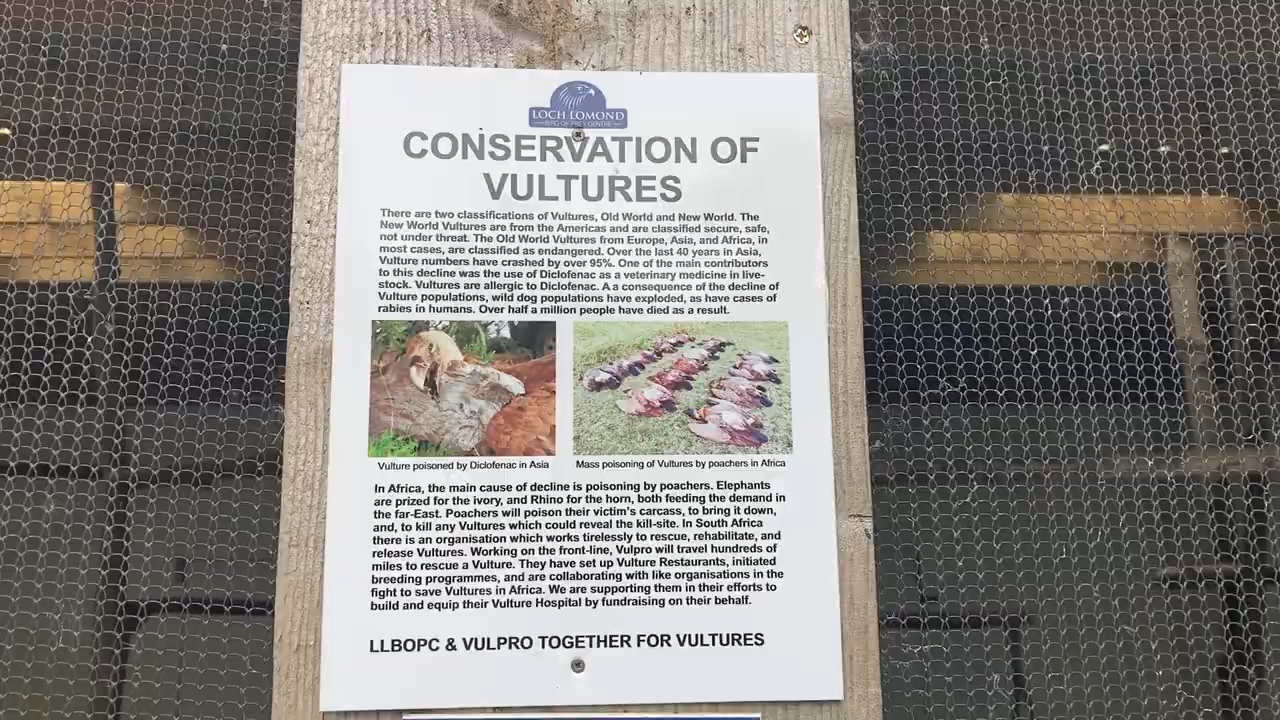 LOCH LOMOND
BIRD OF PREY CENTRE
CONSERVATION OF
VULTURES
There are two classifications of Vultures, Old World and New World. The
New World Vultures are from the Americas and are classified secure, safe,
not under threat. The Old World Vultures from Europe, Asia, and Africa, in
most cases, are classified as endangered. Over the last 40 years in Asia,
Vulture numbers have crashed by over 95%. One of the main contributors
to this decline was the use of Diclofenac as a veterinary medicine in live-
stock. Vultures are allergic to Diclofenac. A a consequence of the decline of
Vulture populations, wild dog populations have exploded, as have cases of
rabies in humans. Over half a million people have died as a result.
Vulture poisoned by Diclofenac in Asia
Mass poisoning of Vultures by poachers in Africa
In Africa, the main cause of decline is poisoning by poachers. Elephants
are prized for the ivory, and Rhino for the horn, both feeding the demand in
the far-East. Poachers will poison their victim's carcass, to bring it down,
and, to kill any Vultures which could reveal the kill-site. In South Africa
there is an organisation which works tirelessly to rescue, rehabilitate, and
release Vultures. Working on the front-line, Vulpro will travel hundreds of
miles to rescue a Vulture. They have set up Vulture Restaurants, initiated
breeding programmes, and are collaborating with like organisations in the
fight to save Vultures in Africa. We are supporting them in their efforts to
build and equip their Vulture Hospital by fundraising on their behalf.
LLBOPC & VULPRO TOGETHER FOR VULTURES